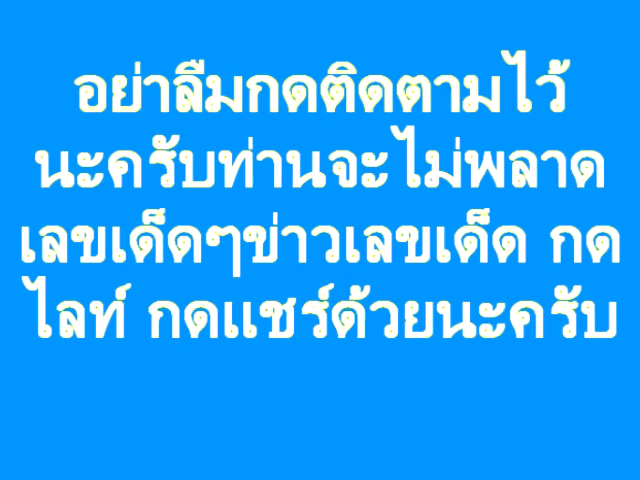 อย่าลืมกดติดตามไว้
นะครับท่านจะไม่พลาด
เลขเด็ดๆข่าวเลขเด็ด กด
ไลท์ กดแชร์ด้วยนะครับ